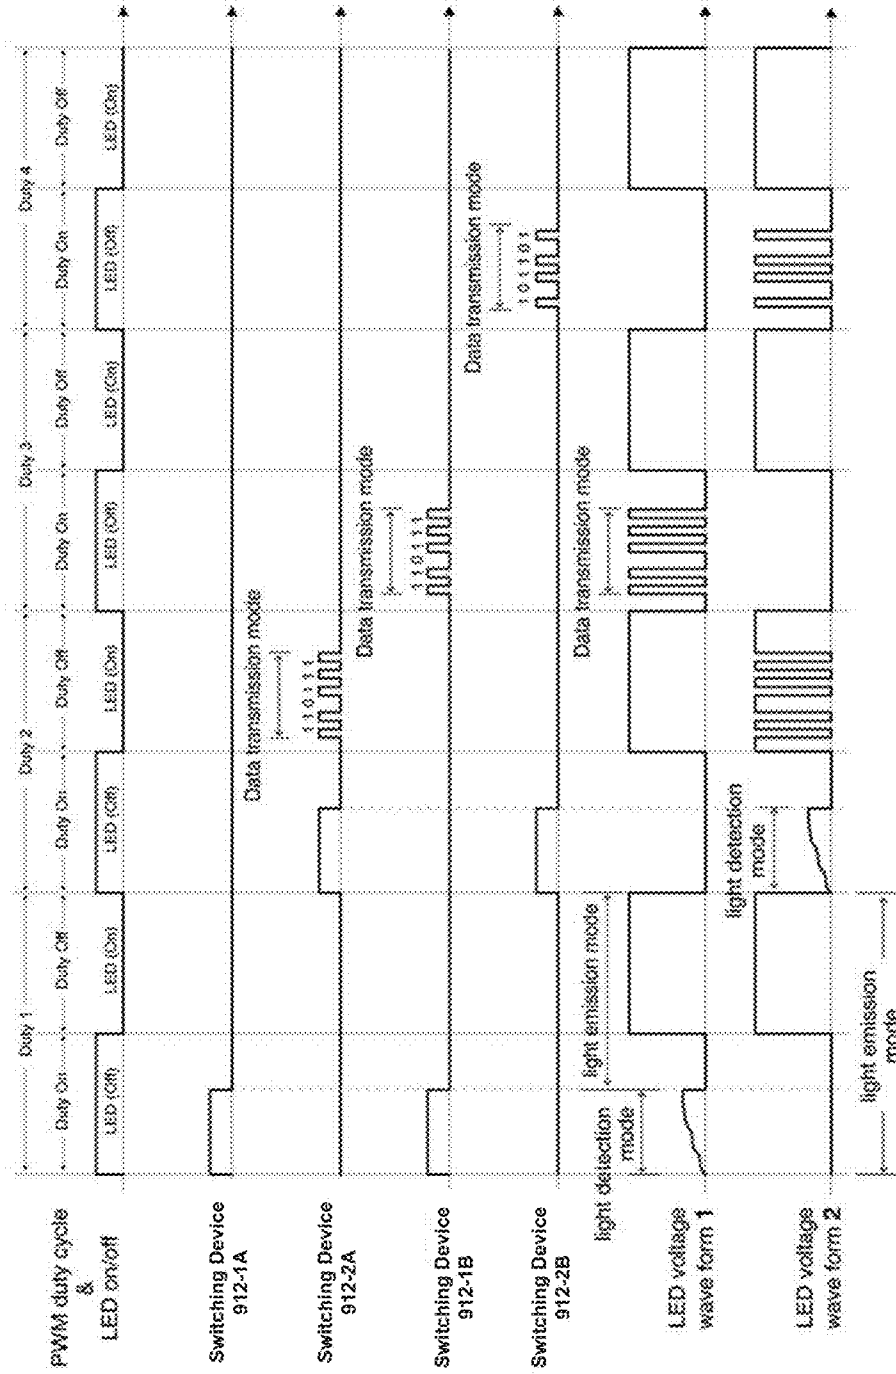 Duty 1
Duty 2
Duty 3
Duty 4
Duty On
Duty Off
Duty On
Duty Off
Duty On
Duty Off
Duty On
Duty Off
PWM duty cycle
&
LED on/off
LED (Off)
LED (On)
LED (Off)
LED (On)
LED (Off)
LED (On)
LED (Off)
LED (On)
Switching Device
912-1A
Data transmission mode
1 1 0 1 1 1
Switching Device
912-2A
Data transmission mode
1 1 0 1 1 1
Switching Device
912-1B
Data transmission mode
1 0 1 1 0 1
Switching Device
912-2B
light detection
mode
light emission mode
Data transmission mode
LED voltage
wave form 1
light detection
mode
LED voltage
wave form 2
light emission
mode